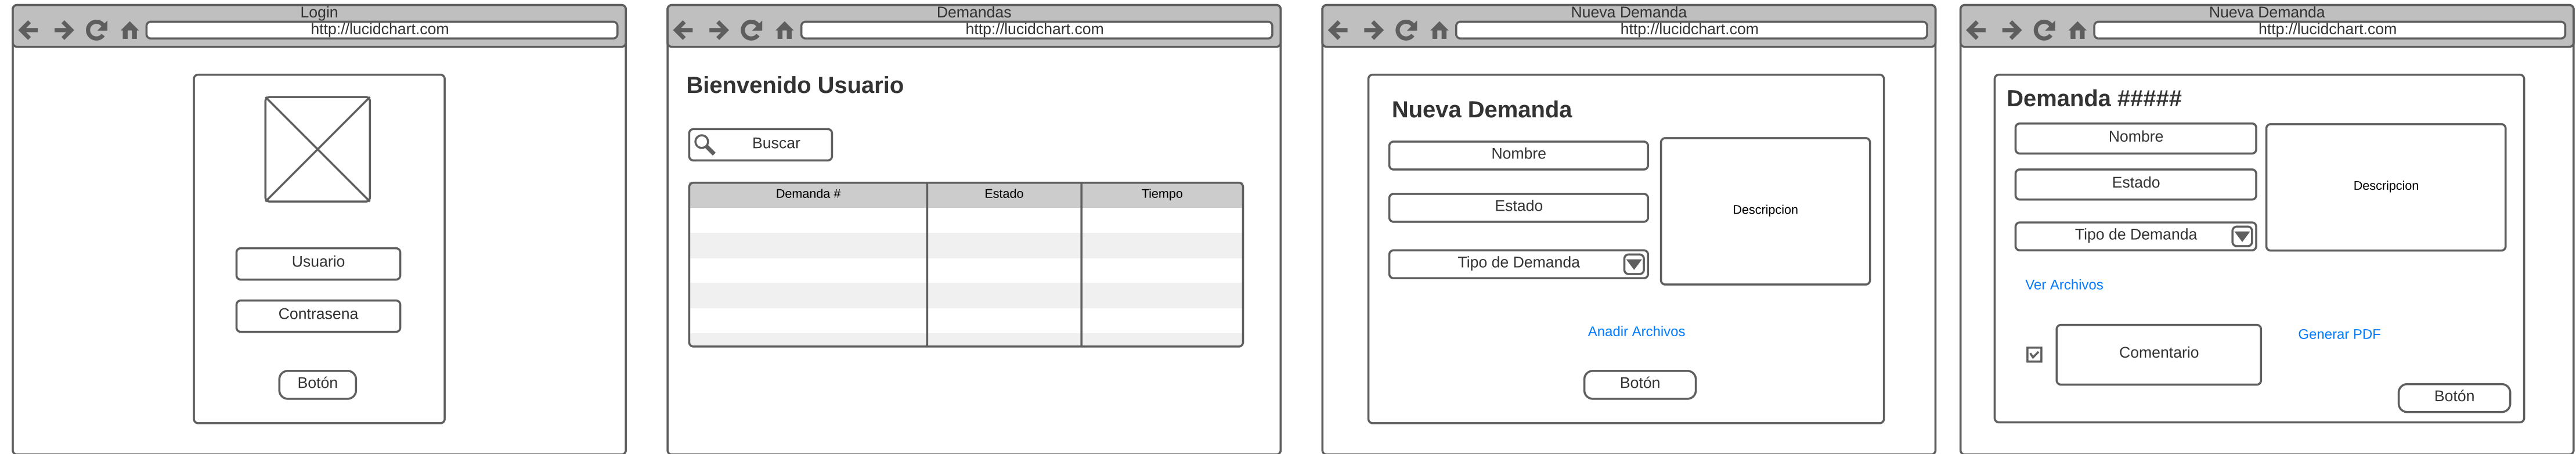 Login
http://lucidchart.com
Usuario
Contrasena
Botón
Demandas
http://lucidchart.com
Bienvenido Usuario
Buscar
Demanda # Estado Tiempo
Nueva Demanda
http://lucidchart.com
Nueva Demanda
Nombre
Estado
Tipo de Demanda
Descripcion
Anadir Archivos
Botón
Nueva Demanda
http://lucidchart.com
Demanda #####
Nombre
Estado
Tipo de Demanda
Descripcion
Ver Archivos
Comentario
Generar PDF
Botón